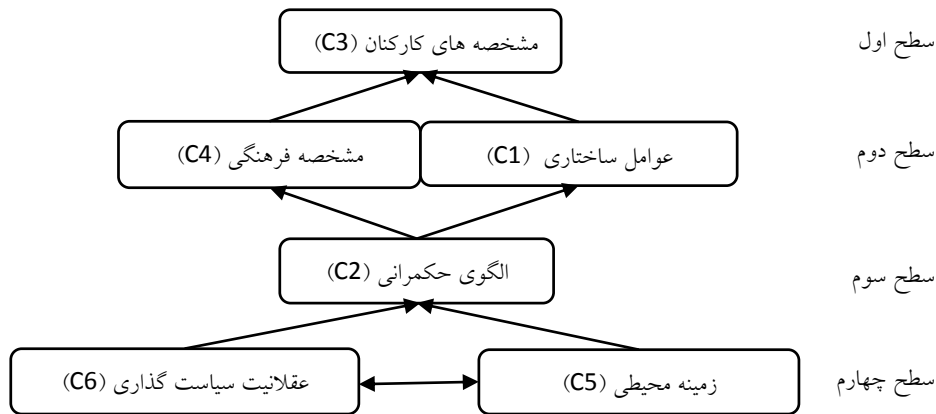 سطح اول
مشخصه های کارکنان (C3)
سطح دوم
عوامل ساختاری (C1)
مشخصه فرهنگی (C4)
سطح سوم
الگوی حکمرانی (C2)
سطح چهارم
زمینه محیطی (C5)
عقلانیت سیاست گذاری (C6)